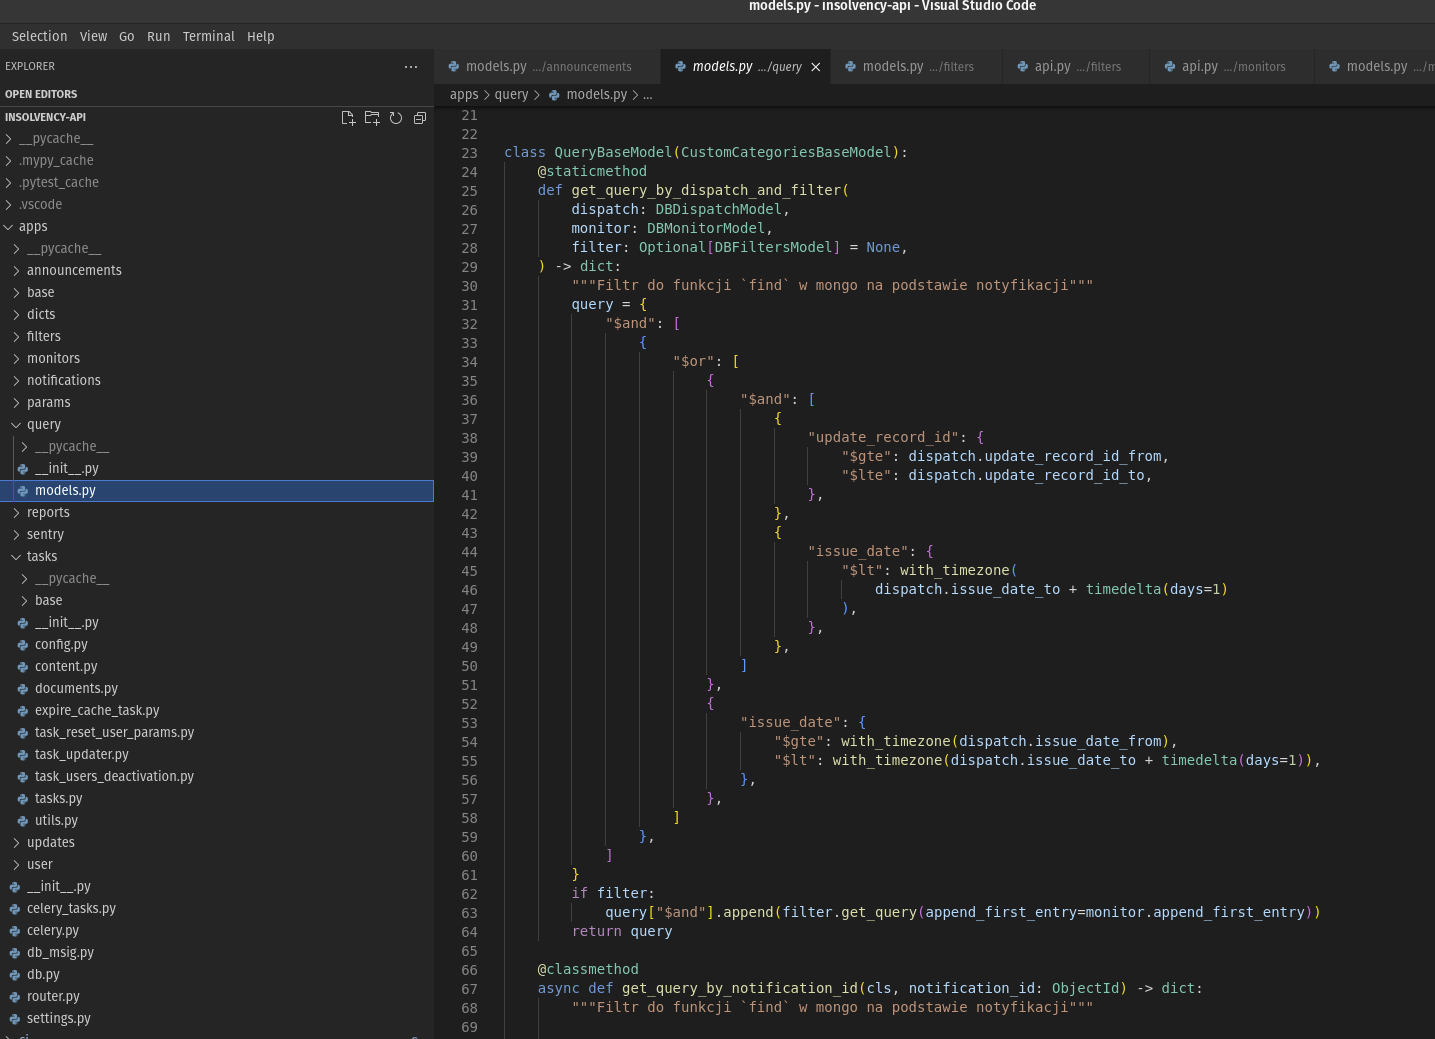 models.py - insolvency-api - Visual Studio Code
Selection View Go Run Terminal Help
EXPLORER
OPEN EDITORS
INSOLVENCY-API
__pycache__
.mypy_cache
.pytest_cache
.vscode
apps
__pycache__
announcements
base
dicts
filters
monitors
notifications
params
query
__pycache__
__init__.py
models.py
reports
sentry
tasks
__pycache__
base
__init__.py
config.py
content.py
documents.py
expire_cache_task.py
task_reset_user_params.py
task_updater.py
task_users_deactivation.py
tasks.py
utils.py
updates
user
__init__.py
celery_tasks.py
celery.py
db_msig.py
db.py
router.py
settings.py
models.py .../announcements models.py .../query models.py .../filters api.py .../filters api.py .../monitors models.py
apps > query > models.py > ...
21
22
23 class QueryBaseModel(CustomCategoriesBaseModel):
24 @staticmethod
25 def get_query_by_dispatch_and_filter(
26 dispatch: DBDispatchModel,
27 monitor: DBMonitorModel,
28 filter: Optional[DBFiltersModel] = None,
29 ) -> dict:
30 """Filtr do funkcji `find` w mongo na podstawie notyfikacji"""
31 query = {
32 "$and": [
33 {
34 "$or": [
35 {
36 "$and": [
37 {
38 "update_record_id": {
39 "$gte": dispatch.update_record_id_from,
40 "$lte": dispatch.update_record_id_to,
41 },
42 },
43 {
44 "issue_date": {
45 "$lt": with_timezone(
46 dispatch.issue_date_to + timedelta(days=1)
47 ),
48 },
49 },
50 ]
51 },
52 {
53 "issue_date": {
54 "$gte": with_timezone(dispatch.issue_date_from),
55 "$lt": with_timezone(dispatch.issue_date_to + timedelta(days=1)),
56 },
57 },
58 ]
59 },
60 ]
61 }
62 if filter:
63 query["$and"].append(filter.get_query(append_first_entry=monitor.append_first_entry))
64 return query
65
66 @classmethod
67 async def get_query_by_notification_id(cls, notification_id: ObjectId) -> dict:
68 """Filtr do funkcji `find` w mongo na podstawie notyfikacji"""
69